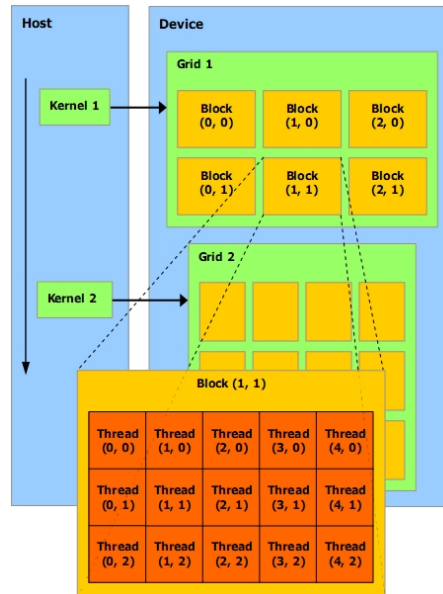 Host
Device
Grid 1
Kernel 1
Block Block Block
(0, 0) (1, 0) (2, 0)
Block Block Block
(0, 1) (1, 1) (2, 1)
Grid 2
Kernel 2
Block (1, 1)
Thread Thread Thread Thread Thread
(0, 0) (1, 0) (2, 0) (3, 0) (4, 0)
Thread Thread Thread Thread Thread
(0, 1) (1, 1) (2, 1) (3, 1) (4, 1)
Thread Thread Thread Thread Thread
(0, 2) (1, 2) (2, 2) (3, 2) (4, 2)